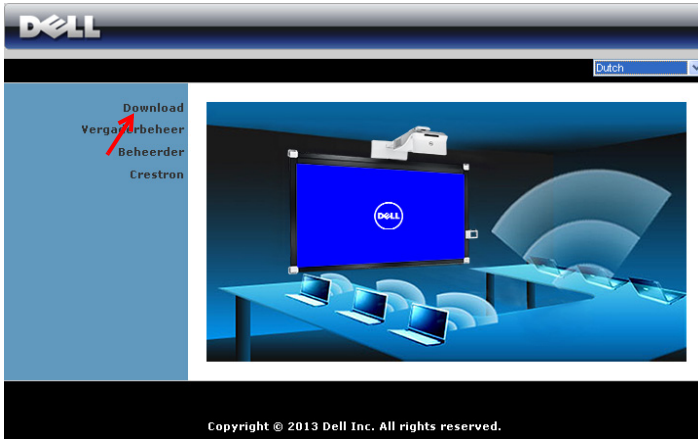 DELL
Dutch
Download
Vergaderbeheer
Beheerder
Crestron
DELL
Copyright © 2013 Dell Inc. All rights reserved.